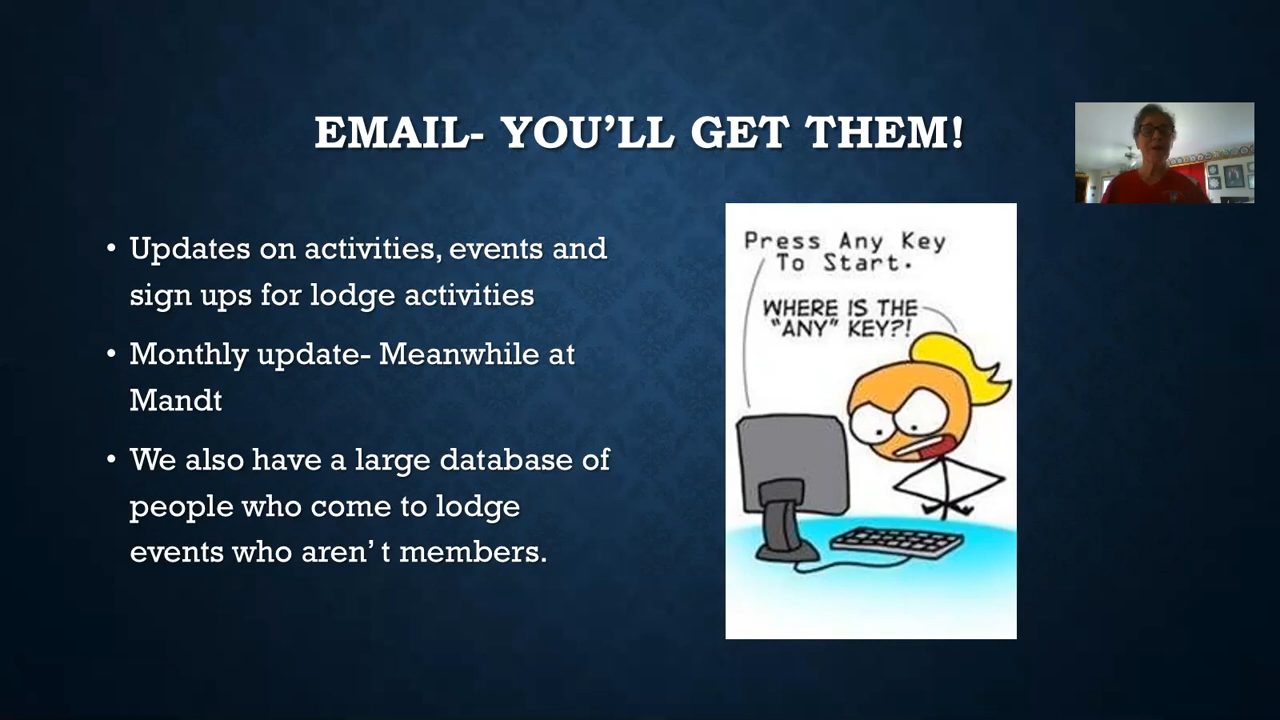 EMAIL- YOU’LL GET THEM!
• Updates on activities, events and
sign ups for lodge activities
• Monthly update- Meanwhile at
Mandt
• We also have a large database of
people who come to lodge
events who aren’ t members.
Press Any Key
To Start.
WHERE IS THE
"ANY" KEY?!